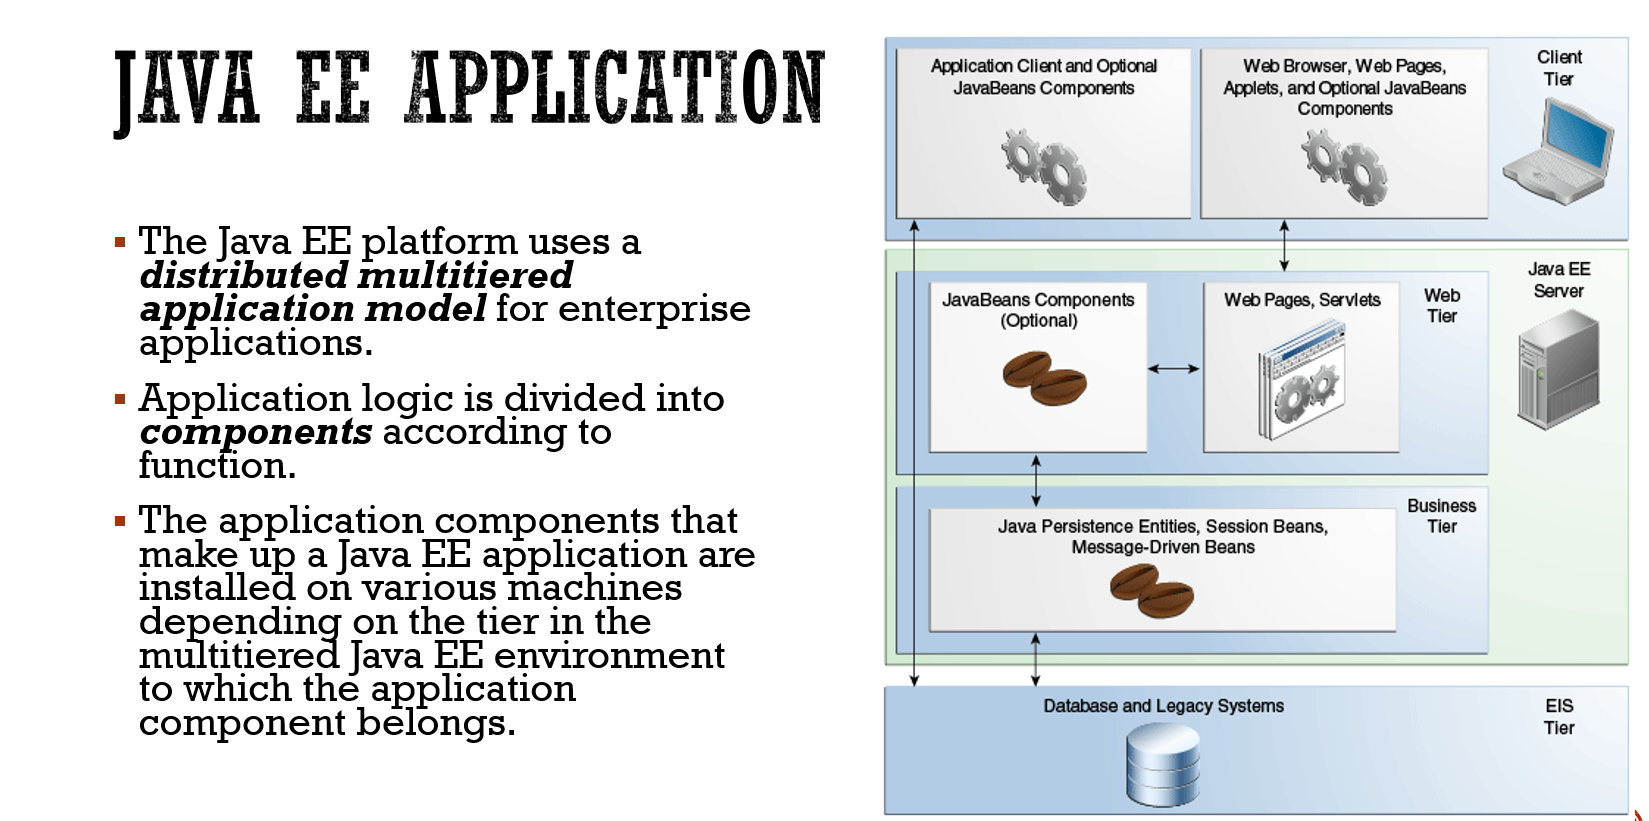 JAVA EE APPLICATION
The Java EE platform uses a
distributed multitiered
application model for enterprise
applications.
Application logic is divided into
components according to
function.
The application components that
make up a Java EE application are
installed on various machines
depending on the tier in the
multitiered Java EE environment
to which the application
component belongs.
Application Client and Optional
JavaBeans Components
Web Browser, Web Pages,
Applets, and Optional JavaBeans
Components
Client
Tier
JavaBeans Components
(Optional)
Web Pages, Servlets
Web
Tier
Java EE
Server
Java Persistence Entities, Session Beans,
Message-Driven Beans
Business
Tier
Database and Legacy Systems
EIS
Tier